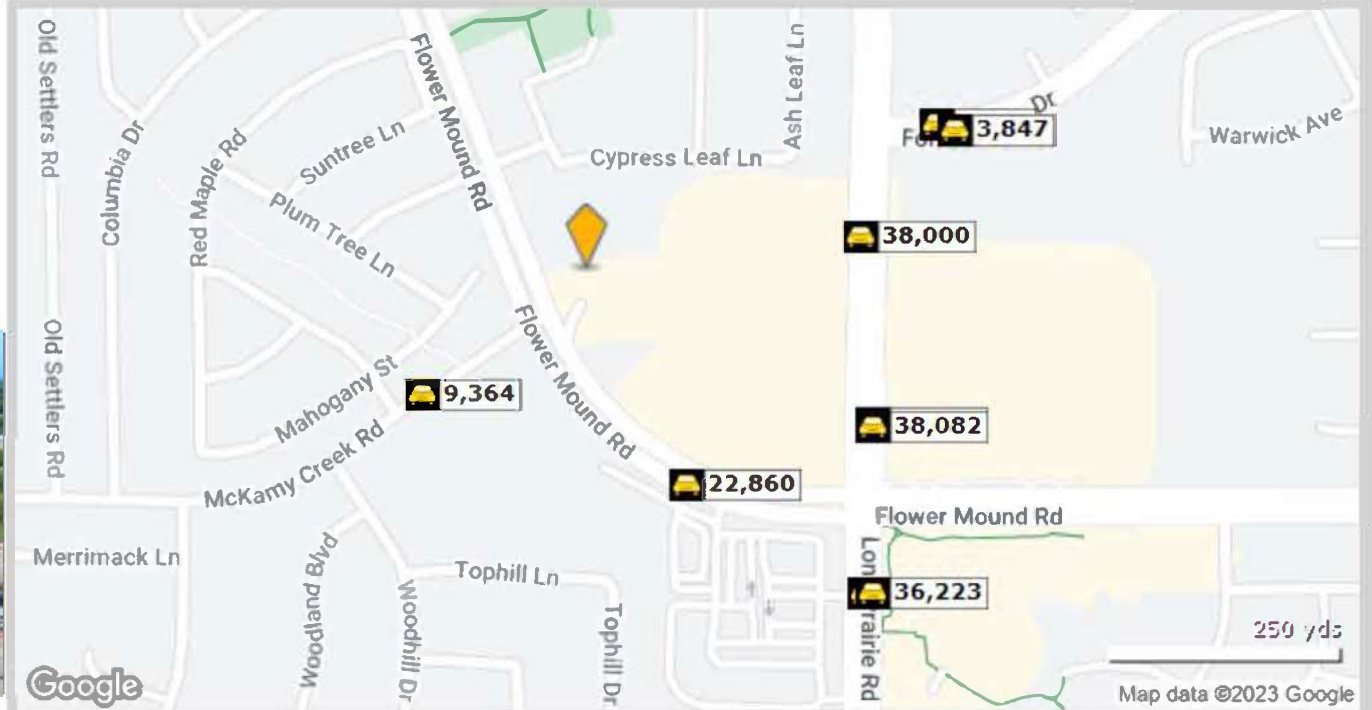 Old Settlers Rd
Columbia Dr
Flower Mound Rd
Ash Leaf Ln
Dr
3,847
Warwick Ave
Red Maple Rd
Suntree Ln
Cypress Leaf Ln
Plum Tree Ln
38,000
Old Settlers Rd
Flower Mound Rd
Mahogany St
9,364
38,082
McKamy Creek Rd
22,860
Flower Mound Rd
Merrimack Ln
Woodland Blvd
Woodhill Dr
Tophill Ln
Tophill Dr
36,223
250 yds
Google
Map data ©2023 Google